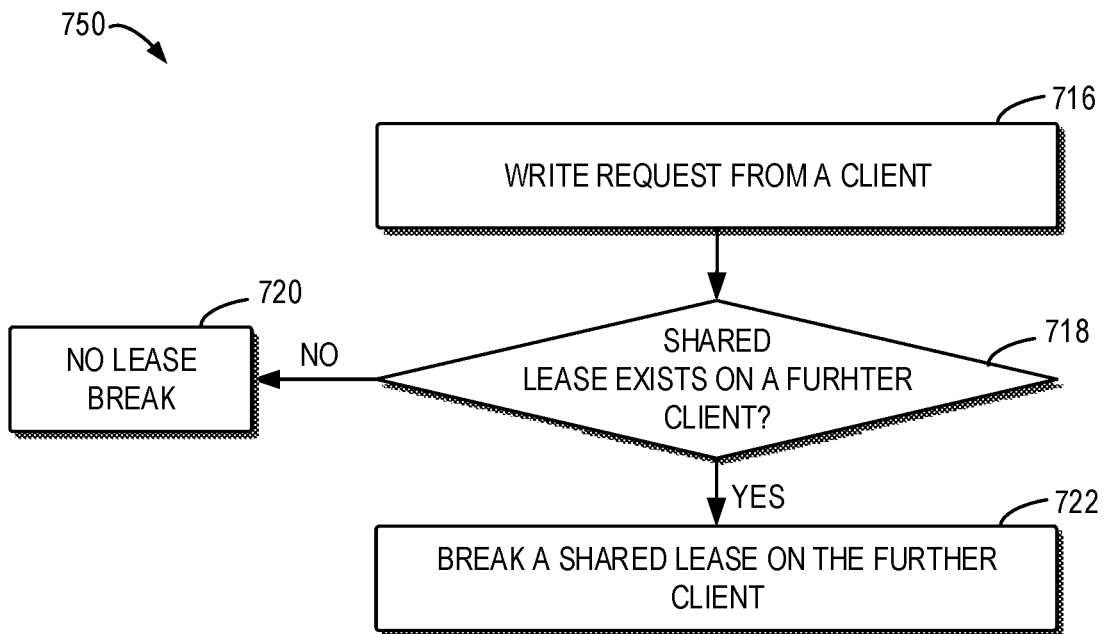 750
716
WRITE REQUEST FROM A CLIENT
720
NO LEASE
BREAK
NO
SHARED
LEASE EXISTS ON A FURHTER
CLIENT?
718
YES
722
BREAK A SHARED LEASE ON THE FURTHER
CLIENT